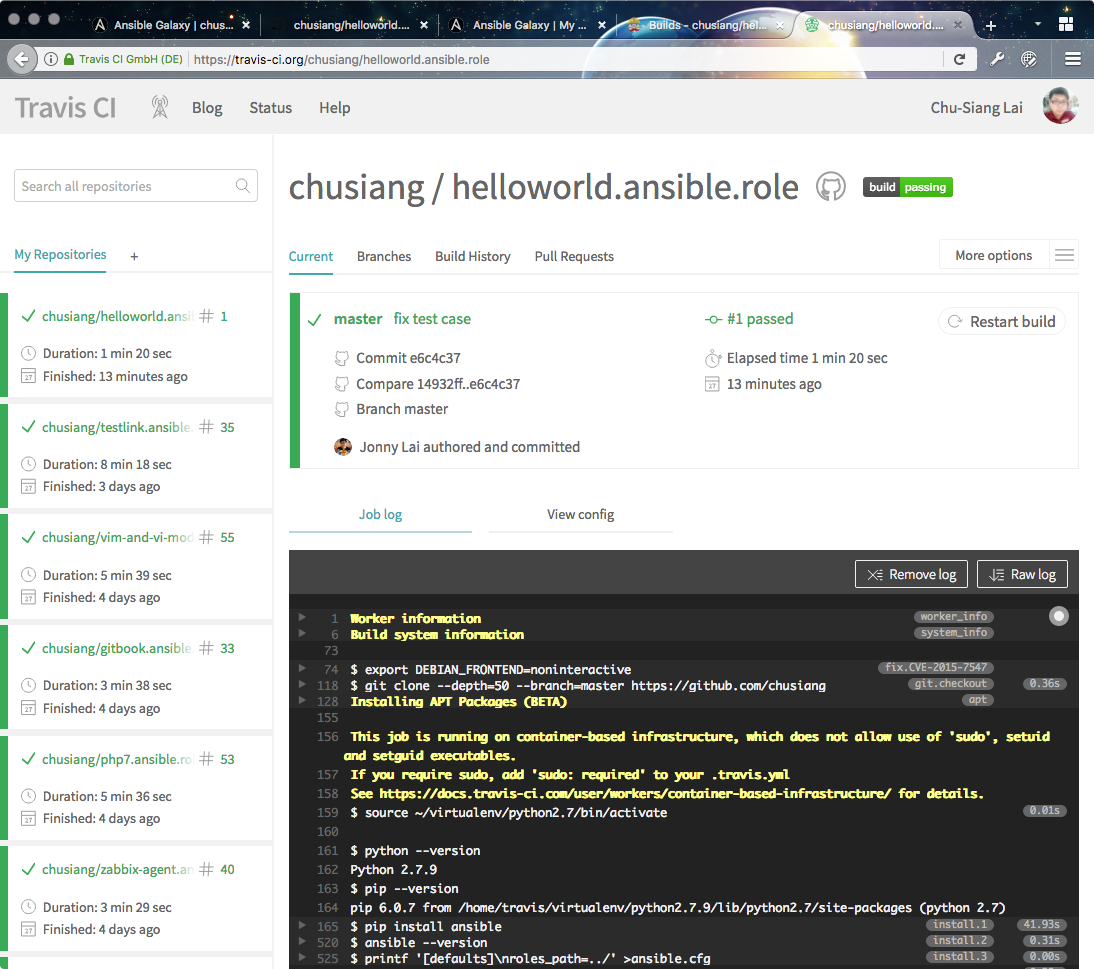 Ansible Galaxy | chus...
chusiang/helloworld....
Ansible Galaxy | My ...
Builds - chusiang/hel...
chusiang/helloworld....
Travis CI GmbH (DE)
https://travis-ci.org/chusiang/helloworld.ansible.role
Travis CI
Blog
Status
Help
Chu-Siang Lai
Search all repositories
My Repositories +
chusiang/helloworld.ansi # 1
Duration: 1 min 20 sec
Finished: 13 minutes ago
chusiang/testlink.ansible. # 35
Duration: 8 min 18 sec
Finished: 3 days ago
chusiang/vim-and-vi-mod # 55
Duration: 5 min 39 sec
Finished: 4 days ago
chusiang/gitbook.ansible. # 33
Duration: 3 min 38 sec
Finished: 4 days ago
chusiang/php7.ansible.ro # 53
Duration: 5 min 36 sec
Finished: 4 days ago
chusiang/zabbix-agent.an # 40
Duration: 3 min 29 sec
Finished: 4 days ago
chusiang / helloworld.ansible.role
build passing
Current
Branches
Build History
Pull Requests
More options
master fix test case
#1 passed
Restart build
Commit e6c4c37
Elapsed time 1 min 20 sec
Compare 14932ff..e6c4c37
13 minutes ago
Branch master
Jonny Lai authored and committed
Job log
View config
Remove log
Raw log
1 Worker information worker_info
6 Build system information system_info
73
74 $ export DEBIAN_FRONTEND=noninteractive fix.CVE-2015-7547
118 $ git clone --depth=50 --branch=master https://github.com/chusiang git.checkout 0.36s
128 Installing APT Packages (BETA) apt
155
156 This job is running on container-based infrastructure, which does not allow use of 'sudo', setuid
and setguid executables.
157 If you require sudo, add 'sudo: required' to your .travis.yml
158 See https://docs.travis-ci.com/user/workers/container-based-infrastructure/ for details.
159 $ source ~/virtualenv/python2.7/bin/activate 0.01s
160
161 $ python --version
162 Python 2.7.9
163 $ pip --version
164 pip 6.0.7 from /home/travis/virtualenv/python2.7.9/lib/python2.7/site-packages (python 2.7)
165 $ pip install ansible install.1 41.93s
520 $ ansible --version install.2 0.31s
525 $ printf '[defaults]\nroles_path=../' >ansible.cfg install.3 0.00s